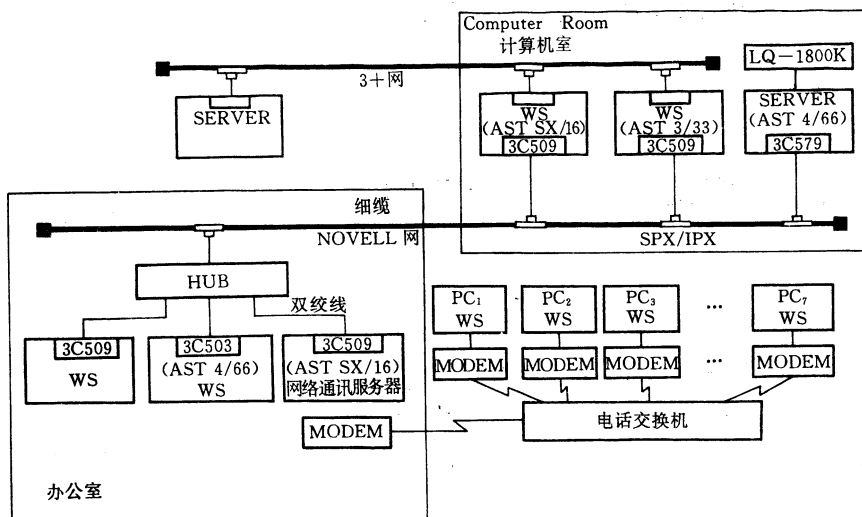 Computer Room
计算机室
3＋网
LQ－1800K
SERVER
WS
(AST SX/16)
3C509
WS
(AST 3/33)
3C509
SERVER
(AST 4/66)
3C579
细缆
NOVELL 网
SPX/IPX
HUB
双绞线
3C509
WS
3C503
(AST 4/66)
WS
3C509
(AST SX/16)
网络通讯服务器
MODEM
办公室
PC₁
WS
PC₂
WS
PC₃
WS
…
PC₇
WS
MODEM
MODEM
MODEM
…
MODEM
电话交换机